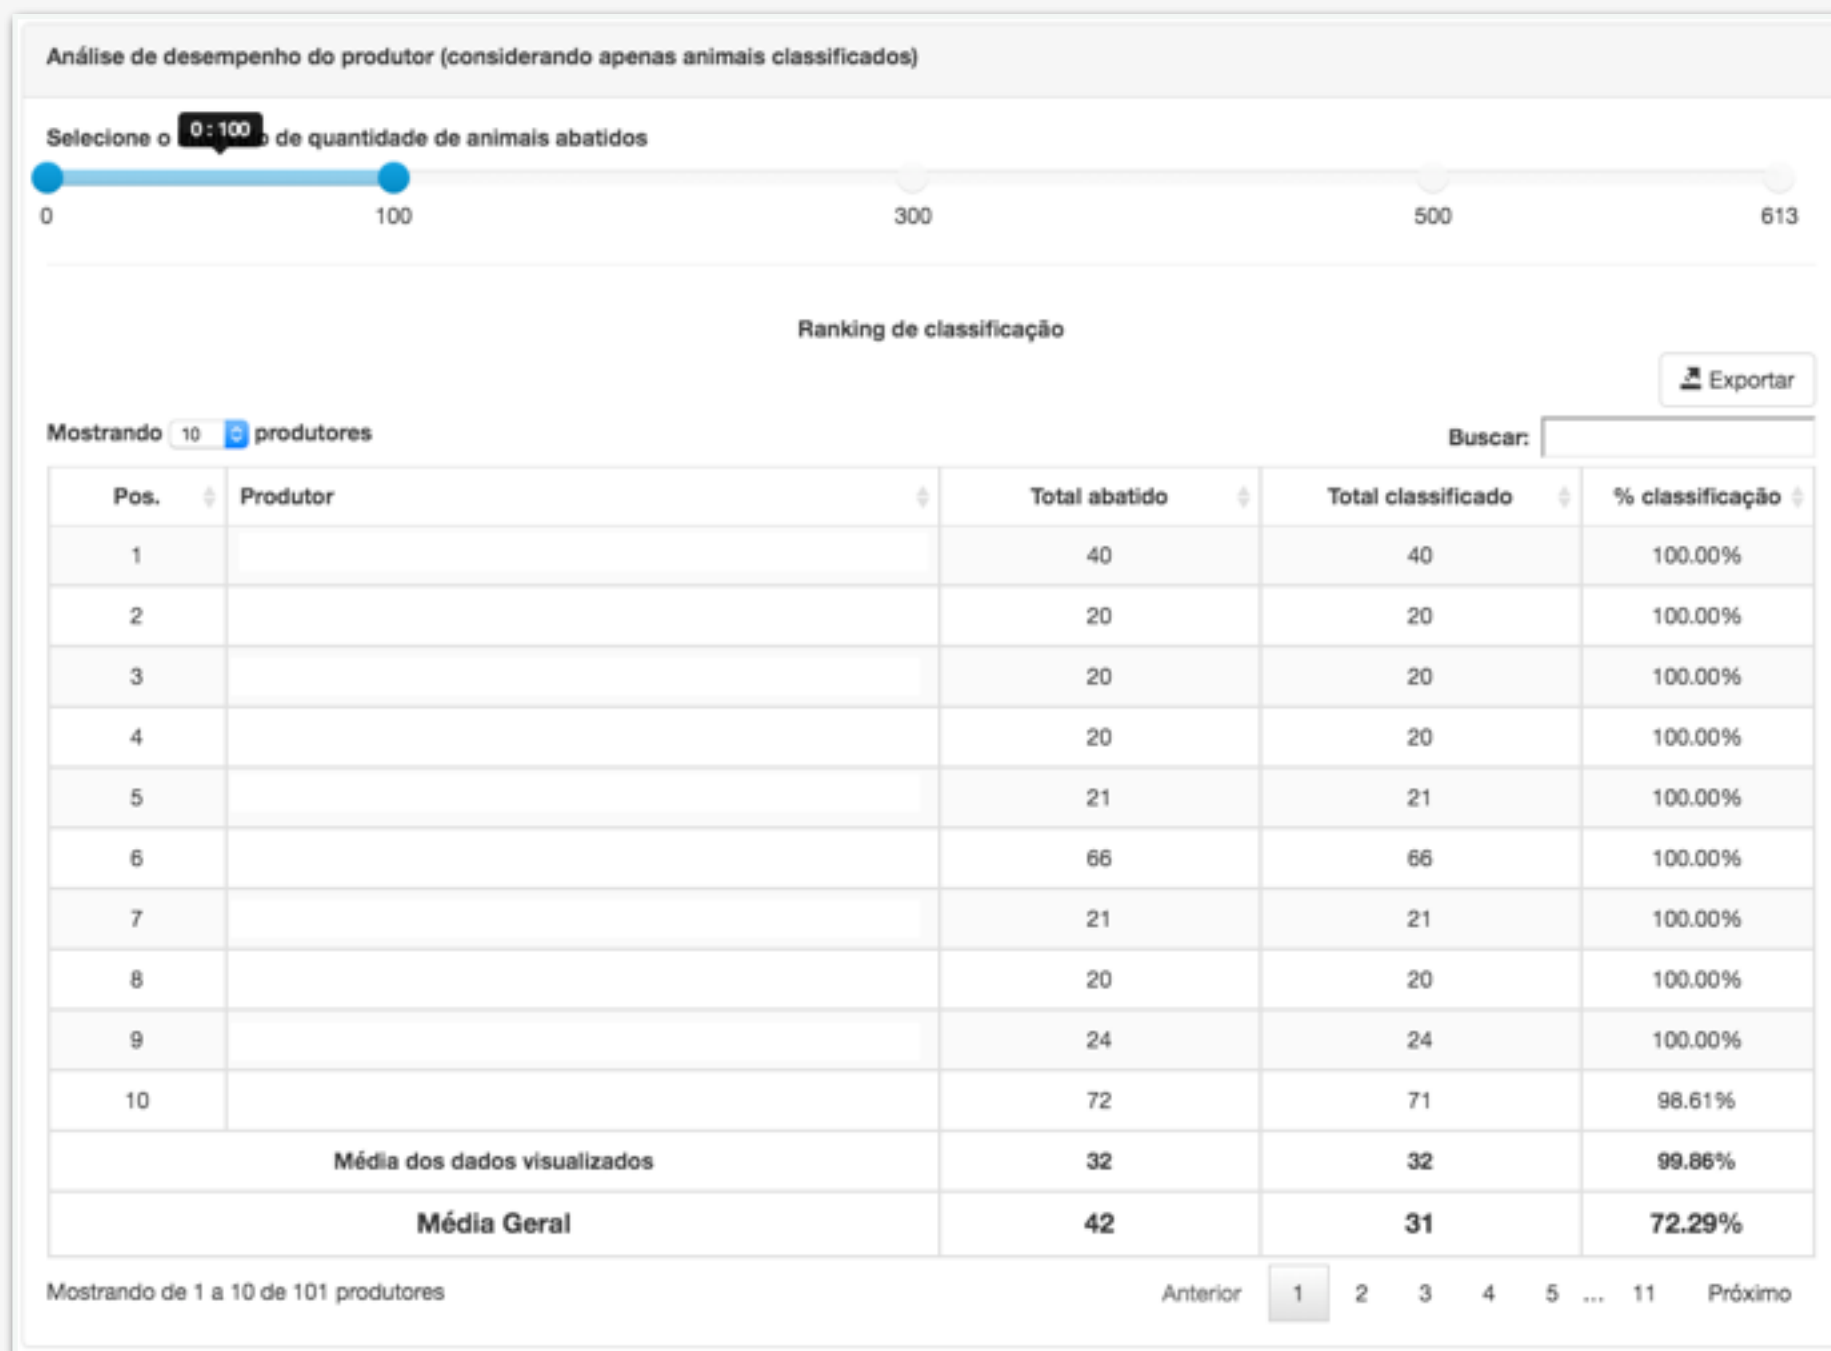 Análise de desempenho do produtor (considerando apenas animais classificados)
Selecione o de quantidade de animais abatidos
0 : 100
0 100 300 500 613
Ranking de classificação
Exportar
Mostrando 10 produtores Buscar:
Pos. Produtor Total abatido Total classificado % classificação
1 40 40 100.00%
2 20 20 100.00%
3 20 20 100.00%
4 20 20 100.00%
5 21 21 100.00%
6 66 66 100.00%
7 21 21 100.00%
8 20 20 100.00%
9 24 24 100.00%
10 72 71 98.61%
Média dos dados visualizados 32 32 99.86%
Média Geral 42 31 72.29%
Mostrando de 1 a 10 de 101 produtores Anterior 1 2 3 4 5 ... 11 Próximo